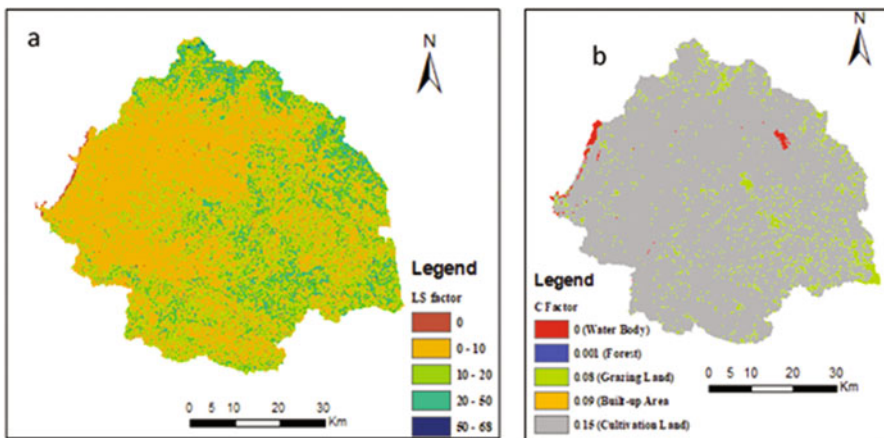 a
N
Legend
LS factor
0
0 - 10
10 - 20
20 - 50
50 - 68
0 10 20 30
Km
b
N
Legend
C Factor
0 (Water Body)
0.001 (Forest)
0.08 (Grazing Land)
0.09 (Built-up Area
0.15 (Cultivation Land)
0 10 20 30
Km